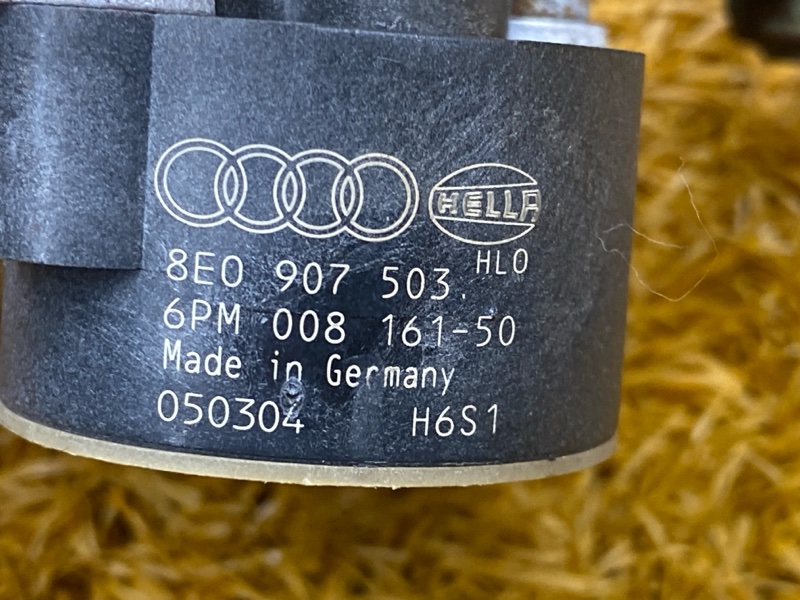 HELLA
8E0 907 503 HLO
6PM 008 161-50
Made in Germany
050304 H6S1